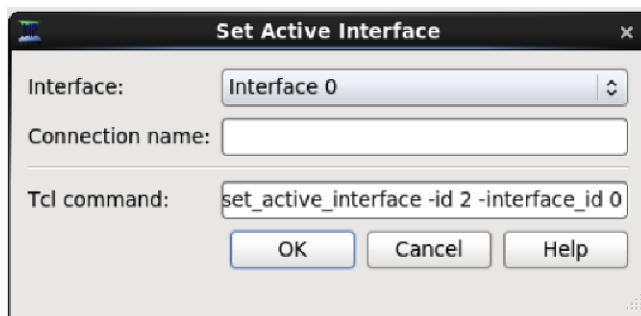 Set Active Interface
Interface: Interface 0
Connection name:
Tcl command: set_active_interface -id 2 -interface_id 0
OK Cancel Help